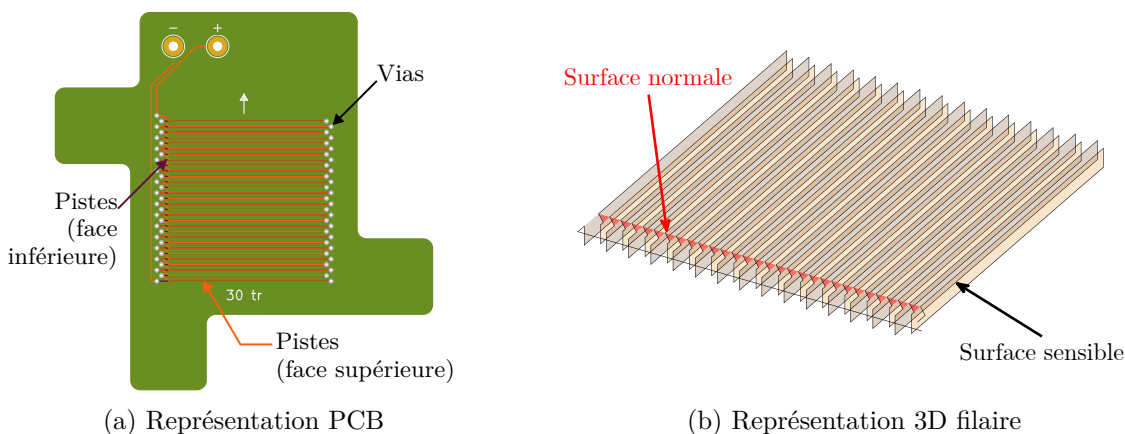 − +
Vias
Pistes
(face
inférieure)
30 tr
Pistes
(face supérieure)
(a) Représentation PCB
Surface normale
Surface sensible
(b) Représentation 3D filaire